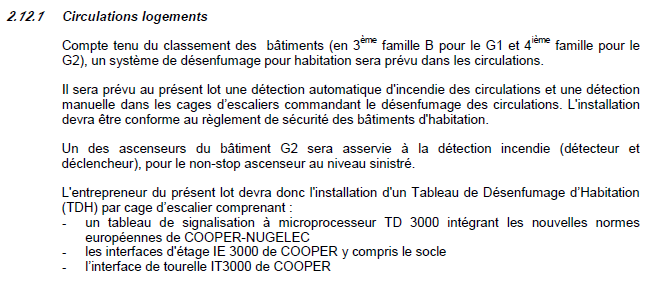 2.12.1 Circulations logements
Compte tenu du classement des bâtiments (en 3ème famille B pour le G1 et 4ième famille pour le
G2), un système de désenfumage pour habitation sera prévu dans les circulations.
Il sera prévu au présent lot une détection automatique d'incendie des circulations et une détection
manuelle dans les cages d'escaliers commandant le désenfumage des circulations. L'installation
devra être conforme au règlement de sécurité des bâtiments d'habitation.
Un des ascenseurs du bâtiment G2 sera asservie à la détection incendie (détecteur et
déclencheur), pour le non-stop ascenseur au niveau sinistré.
L'entrepreneur du présent lot devra donc l'installation d'un Tableau de Désenfumage d'Habitation
(TDH) par cage d'escalier comprenant :
- un tableau de signalisation à microprocesseur TD 3000 intégrant les nouvelles normes
européennes de COOPER-NUGELEC
- les interfaces d'étage IE 3000 de COOPER y compris le socle
- l'interface de tourelle IT3000 de COOPER